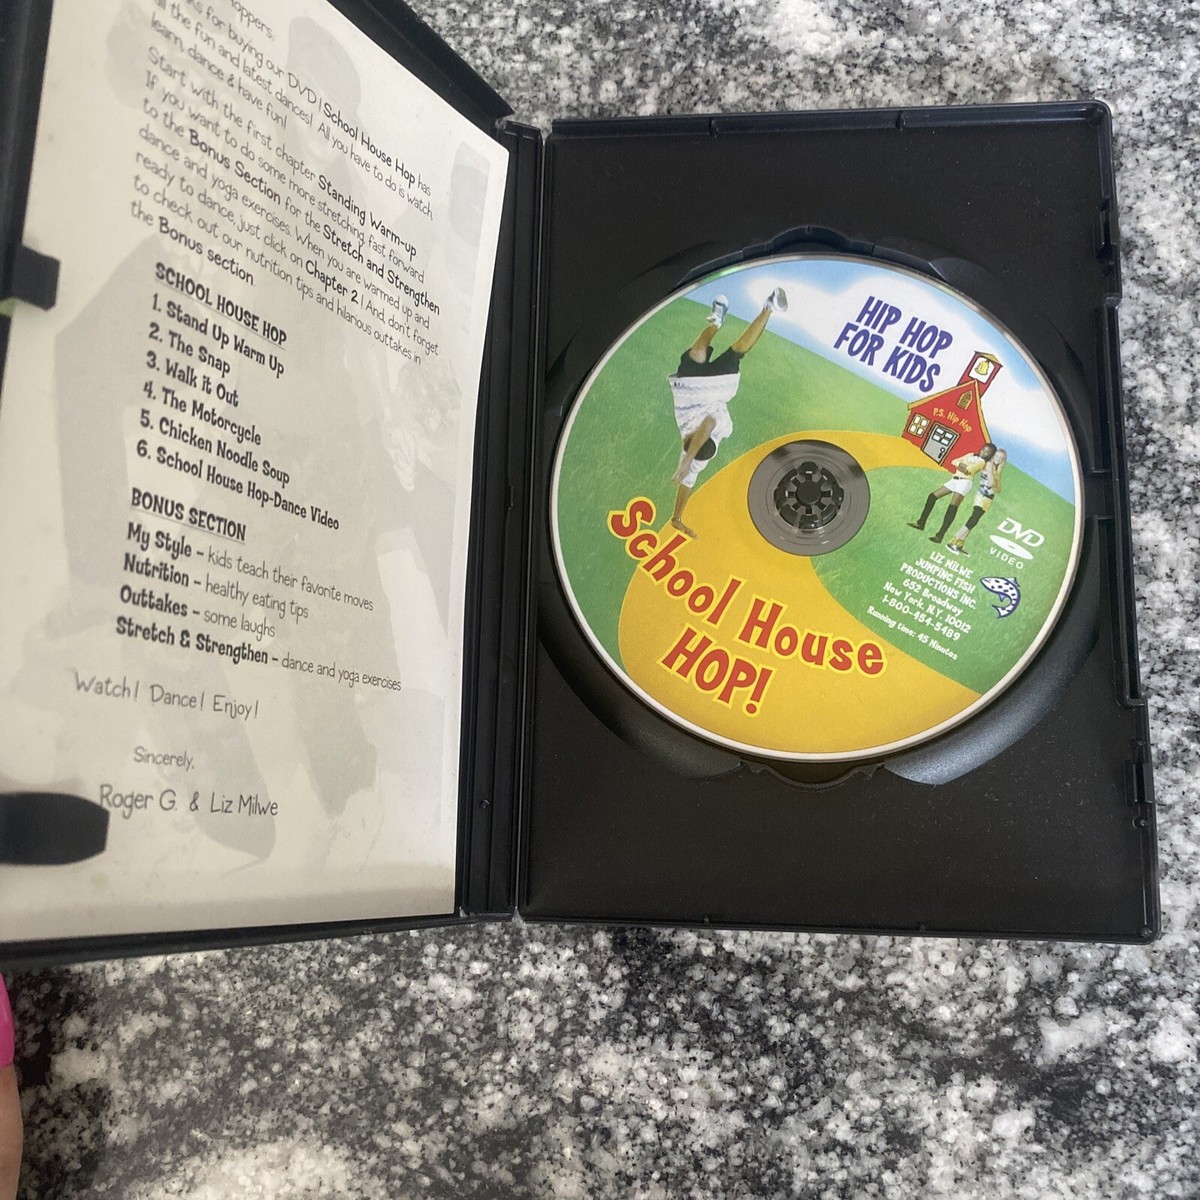 hoppers,
ks for buying our DVD! School House Hop has
all the fun and latest dances! All you have to do is watch,
learn, dance & have fun!
Start with the first chapter Standing Warm-up
If you want to do some more stretching, fast forward
to the Bonus Section for the Stretch and Strengthen
dance and yoga exercises. When you are warmed up and
ready to dance, just click on Chapter 2! And, don't forget
to check out our nutrition tips and hilarious outtakes in
the Bonus section.
SCHOOL HOUSE HOP
1. Stand Up Warm Up
2. The Snap
3. Walk it Out
4. The Motorcycle
5. Chicken Noodle Soup
6. School House Hop-Dance Video
BONUS SECTION
My Style – kids teach their favorite moves
Nutrition – healthy eating tips
Outtakes – some laughs
Stretch & Strengthen – dance and yoga exercises
Watch! Dance! Enjoy!
Sincerely,
Roger G. & Liz Milwe
HIP HOP
FOR KIDS
P.S. Hip Hop
School House
HOP!
DVD
VIDEO
LIZ MILWE
JUMPING FISH
PRODUCTIONS INC.
652 Broadway
New York, N.Y. 10012
1-800-454-5489
Running time: 45 Minutes